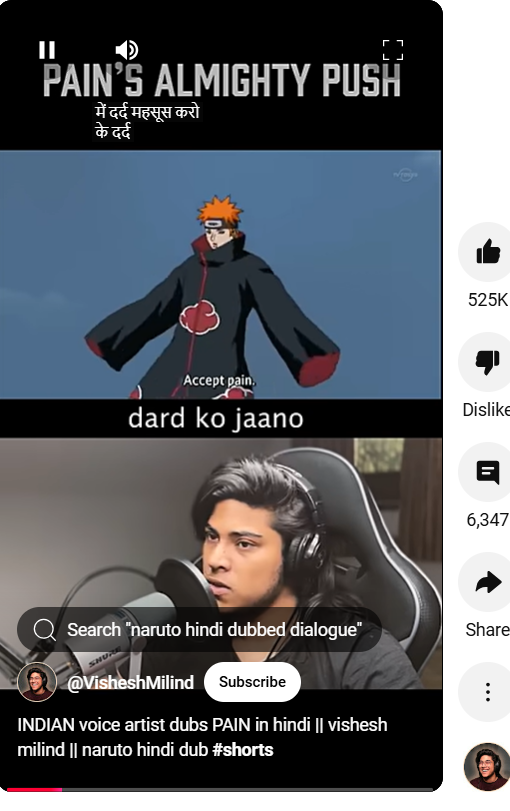 PAIN'S ALMIGHTY PUSH
में दर्द महसूस करो
के दर्द
Accept pain.
dard ko jaano
SHURE
Search "naruto hindi dubbed dialogue"
@VisheshMilind
Subscribe
INDIAN voice artist dubs PAIN in hindi || vishesh
milind || naruto hindi dub #shorts
525K
Dislike
6,347
Share